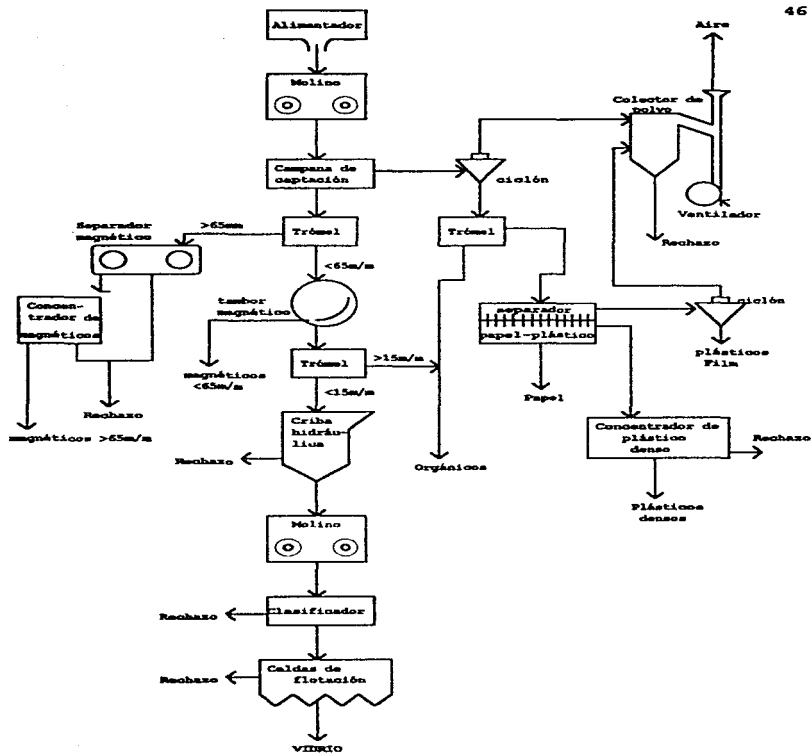 46
Aire
Alimentador
Molino
Colector de
polvo
Campana de
captación
ciclón
Ventilador
Separador
magnético
>65mm
Trómel
Trómel
Rechazo
<65m/m
tambor
magnético
Concen-
trador de
magnéticos
separador
papel-plástico
ciclón
plásticos
Film
Trómel
>15m/m
magnéticos
<65m/m
<15m/m
Papel
Rechazo
magnéticos >65m/m
Criba
hidráu-
lica
Rechazo
Orgánicos
Concentrador de
plástico
denso
Rechazo
Plásticos
densos
Molino
Rechazo
Clasificador
Rechazo
Celdas de
flotación
VIDRIO